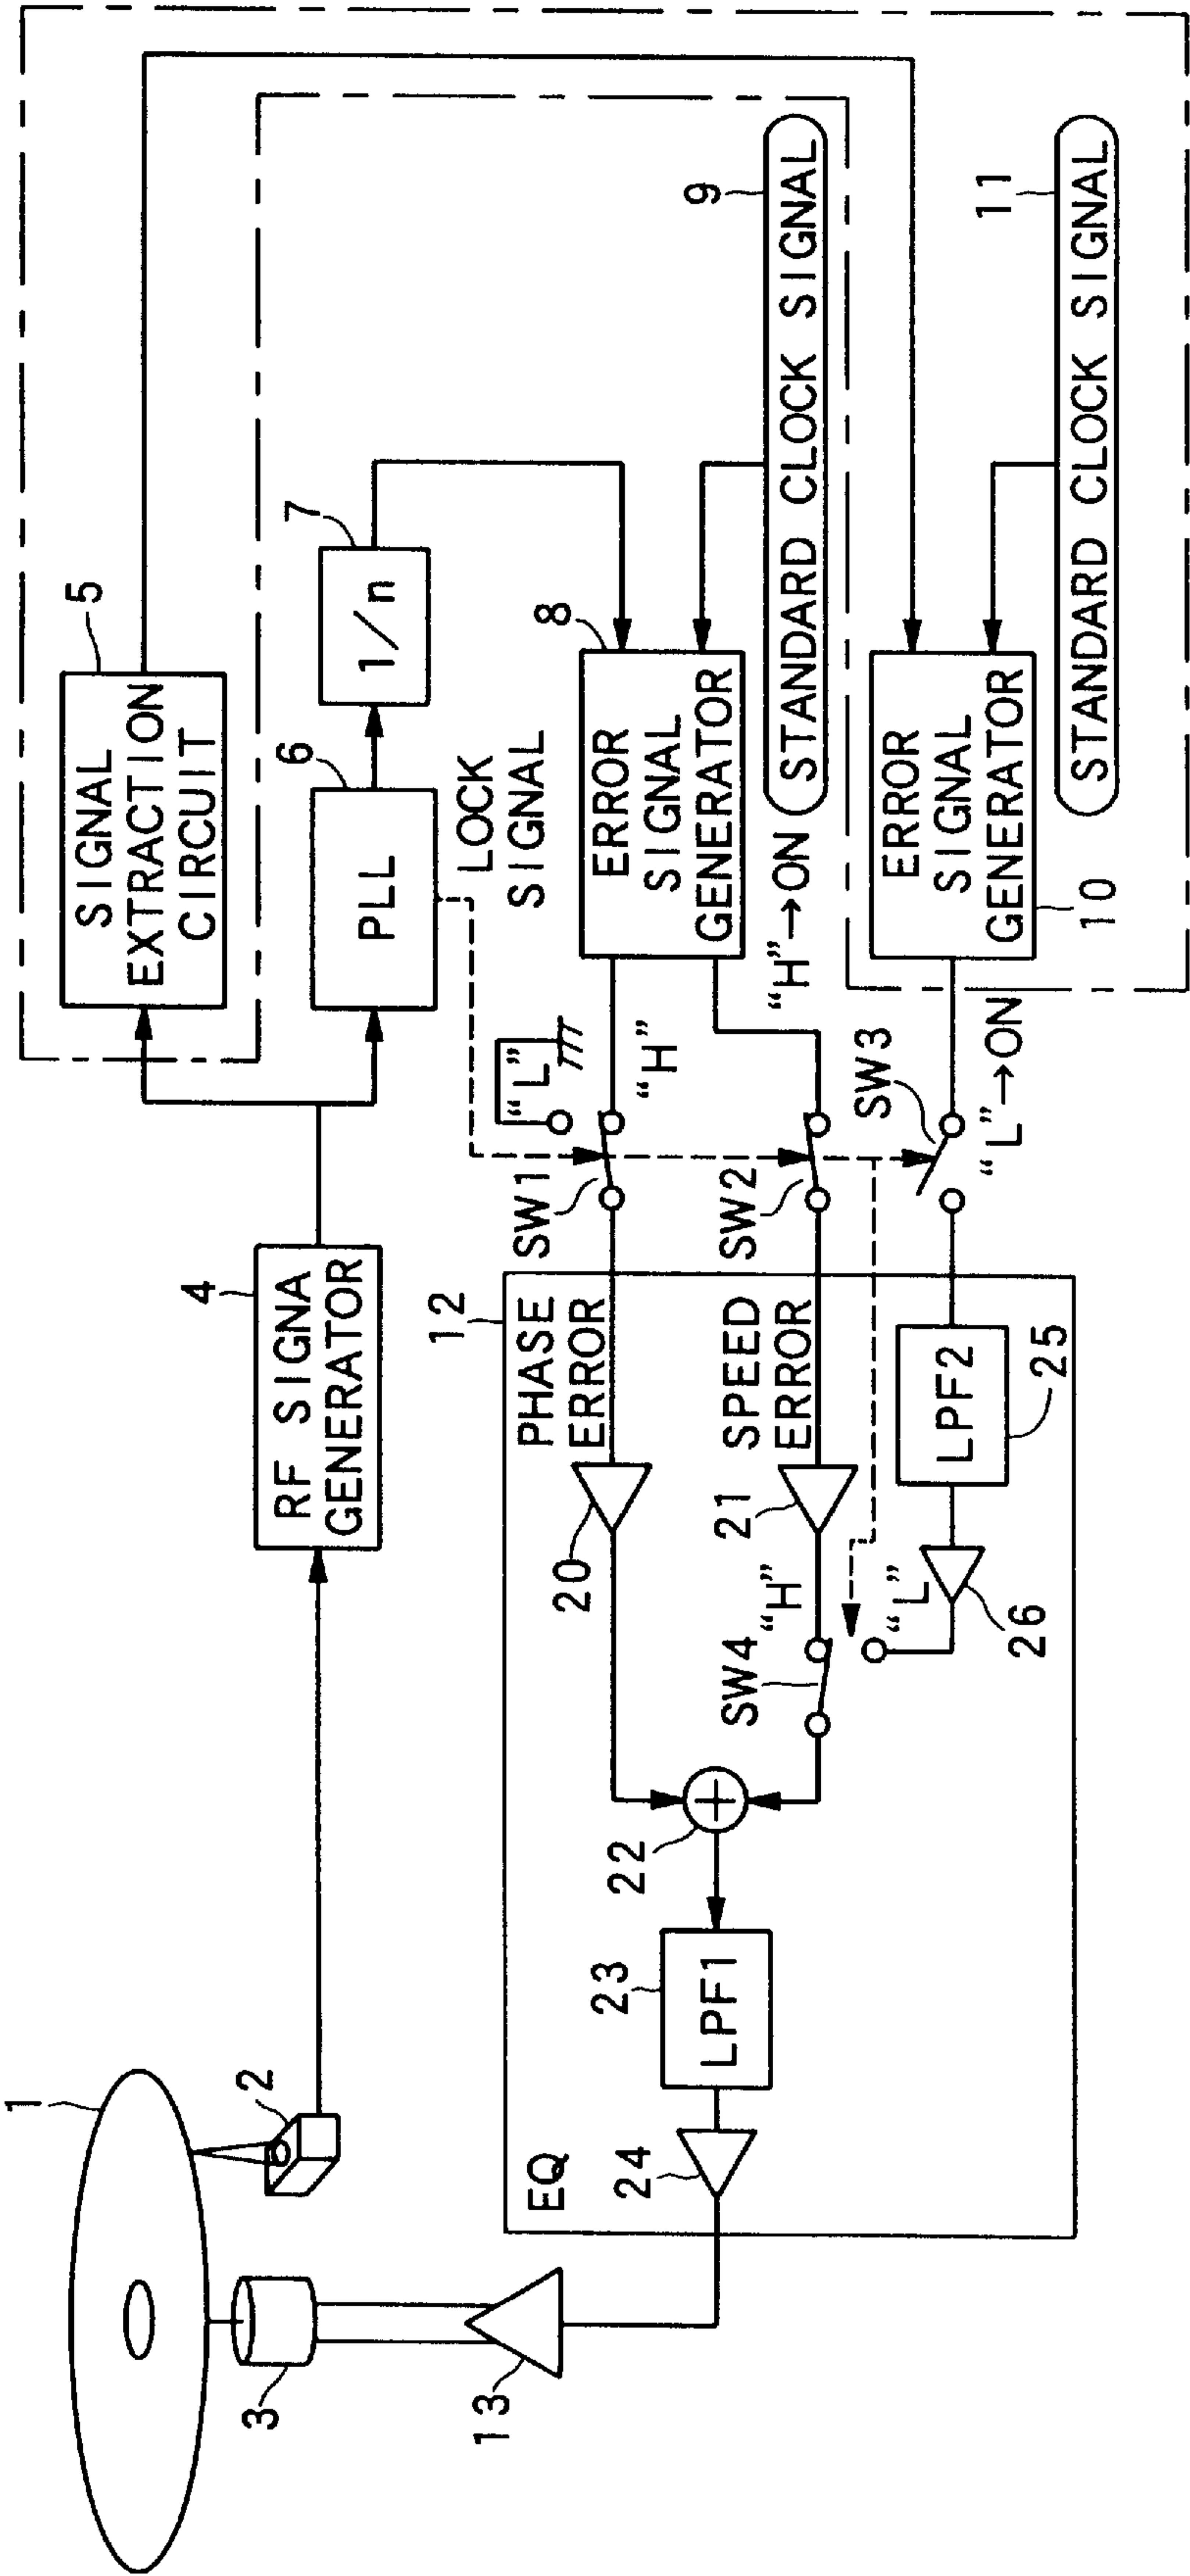 1
2
3
4
RF SIGNA
GENERATOR
5
SIGNAL
EXTRACTION
CIRCUIT
6
PLL
7
1/n
LOCK
SIGNAL
8
ERROR
SIGNAL
GENERATOR
9
STANDARD CLOCK SIGNAL
"H"→ON
10
ERROR
SIGNAL
GENERATOR
11
STANDARD CLOCK SIGNAL
"L"→ON
SW1
"L"
"H"
SW2
SW3
12
PHASE
ERROR
SPEED
ERROR
20
21
"H"
SW4
"L"
22
23
LPF1
24
EQ
LPF2
25
26
13